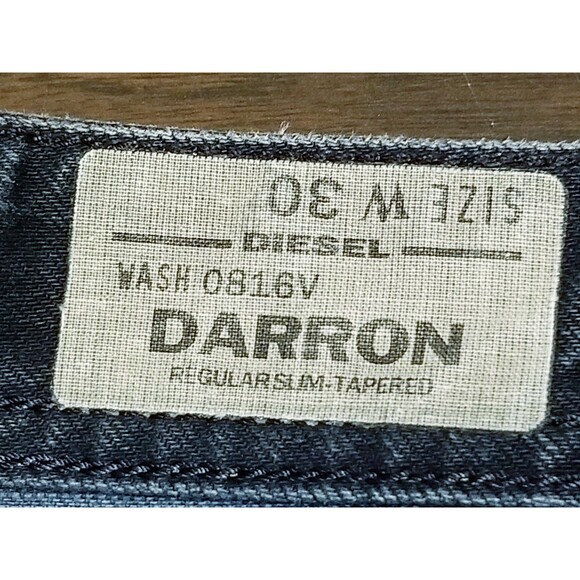 SIZE W 30
DIESEL
WASH 0816V
DARRON
REGULAR SLIM-TAPERED